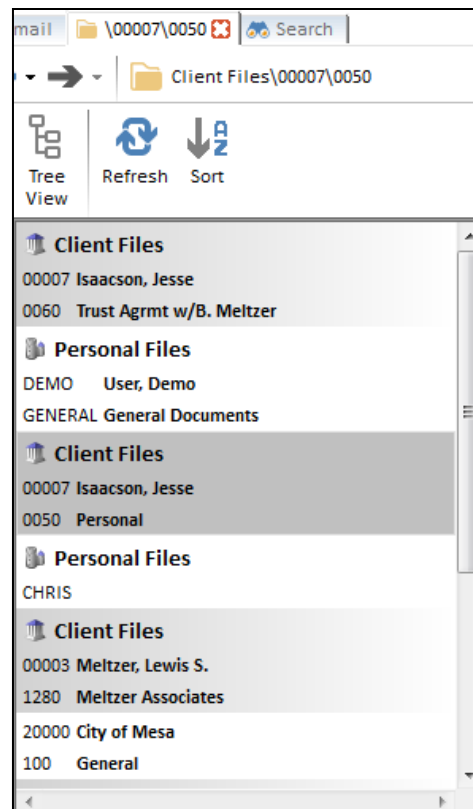 mail \00007\0050 Search
Client Files\00007\0050
Tree View Refresh Sort
Client Files
00007 Isaacson, Jesse
0060 Trust Agrmt w/B. Meltzer
Personal Files
DEMO User, Demo
GENERAL General Documents
Client Files
00007 Isaacson, Jesse
0050 Personal
Personal Files
CHRIS
Client Files
00003 Meltzer, Lewis S.
1280 Meltzer Associates
20000 City of Mesa
100 General